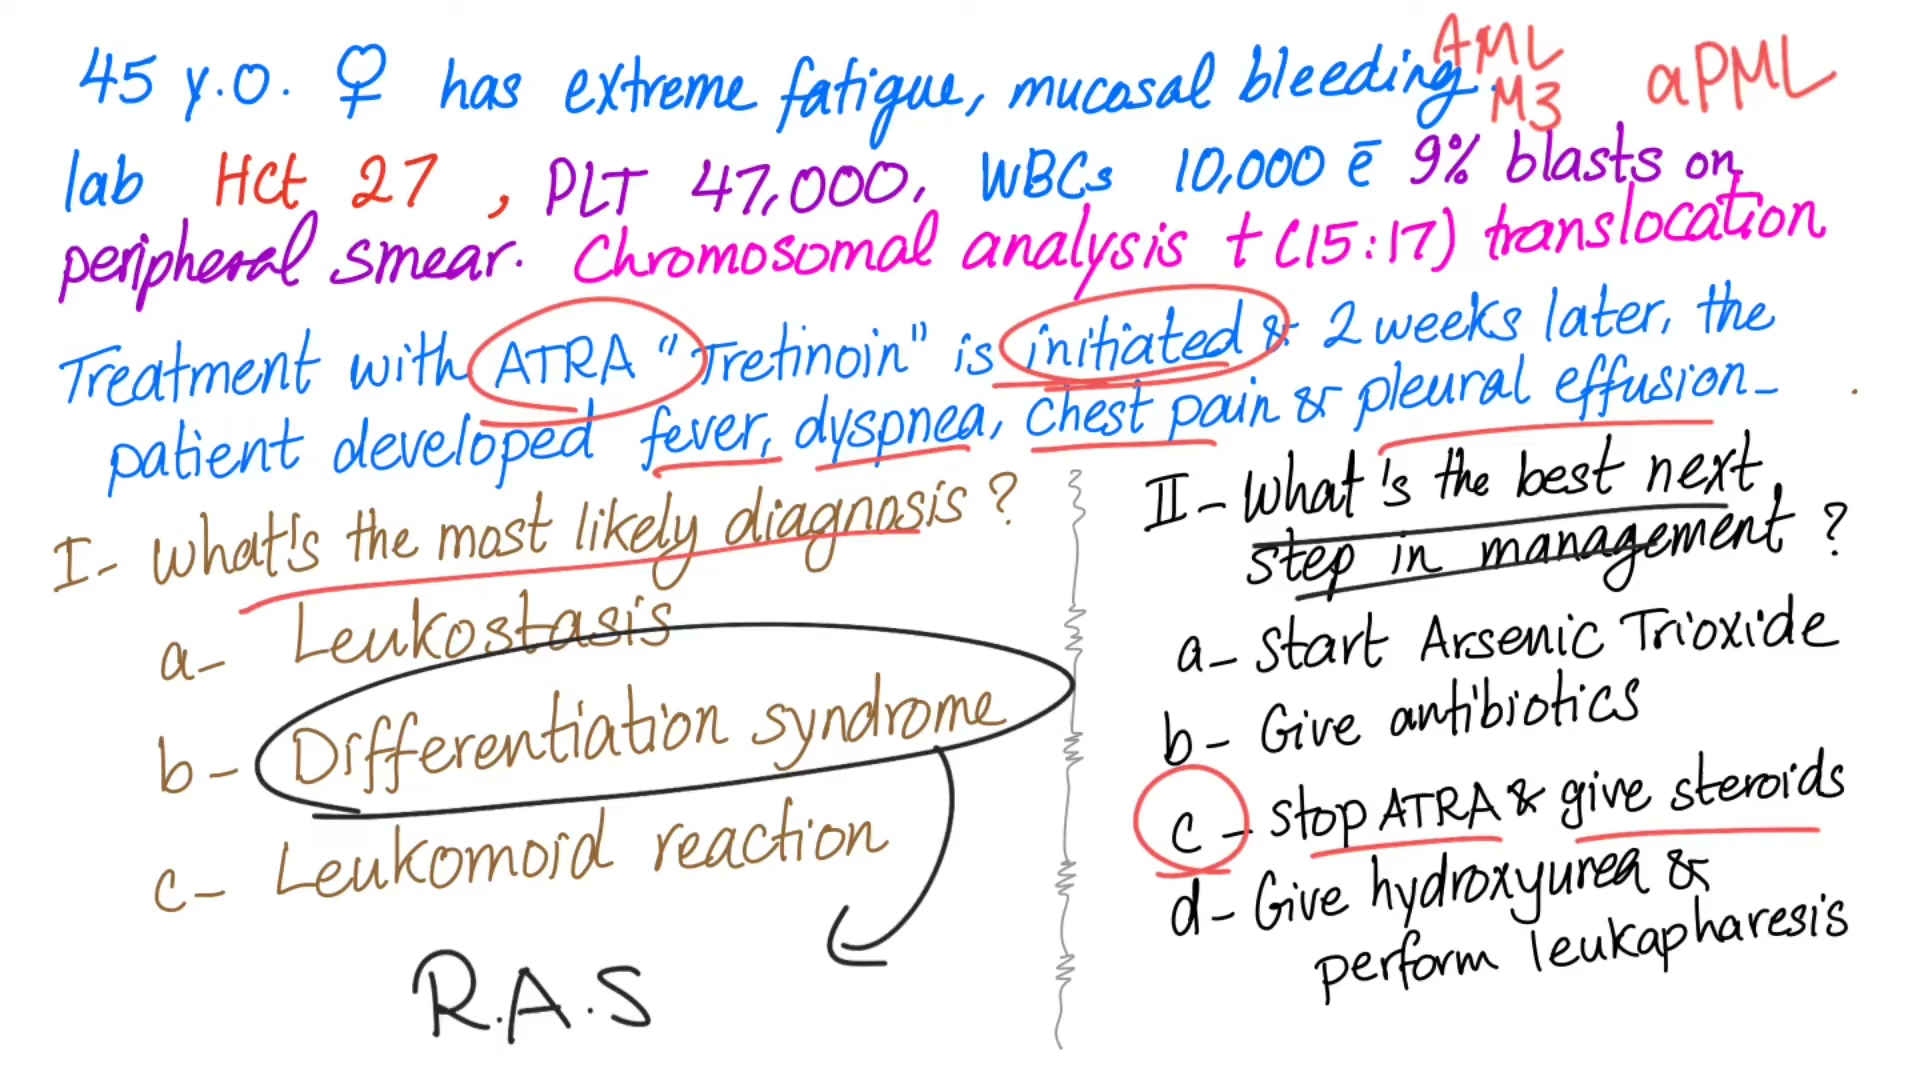 45 y.o. ♀ has extreme fatigue, mucosal bleeding. AML M3 aPML
lab Hct 27, PLT 47,000, WBCs 10,000 c̄ 9% blasts on
peripheral smear. Chromosomal analysis t(15:17) translocation
Treatment with ATRA "Tretinoin" is initiated & 2 weeks later, the
patient developed fever, dyspnea, chest pain & pleural effusion-
I- What's the most likely diagnosis?
a- Leukostasis
b- Differentiation syndrome
c- Leukomoid reaction
R.A.S
II- What's the best next
step in management?
a- Start Arsenic Trioxide
b- Give antibiotics
c- Stop ATRA & give steroids
d- Give hydroxyurea &
perform leukapharesis